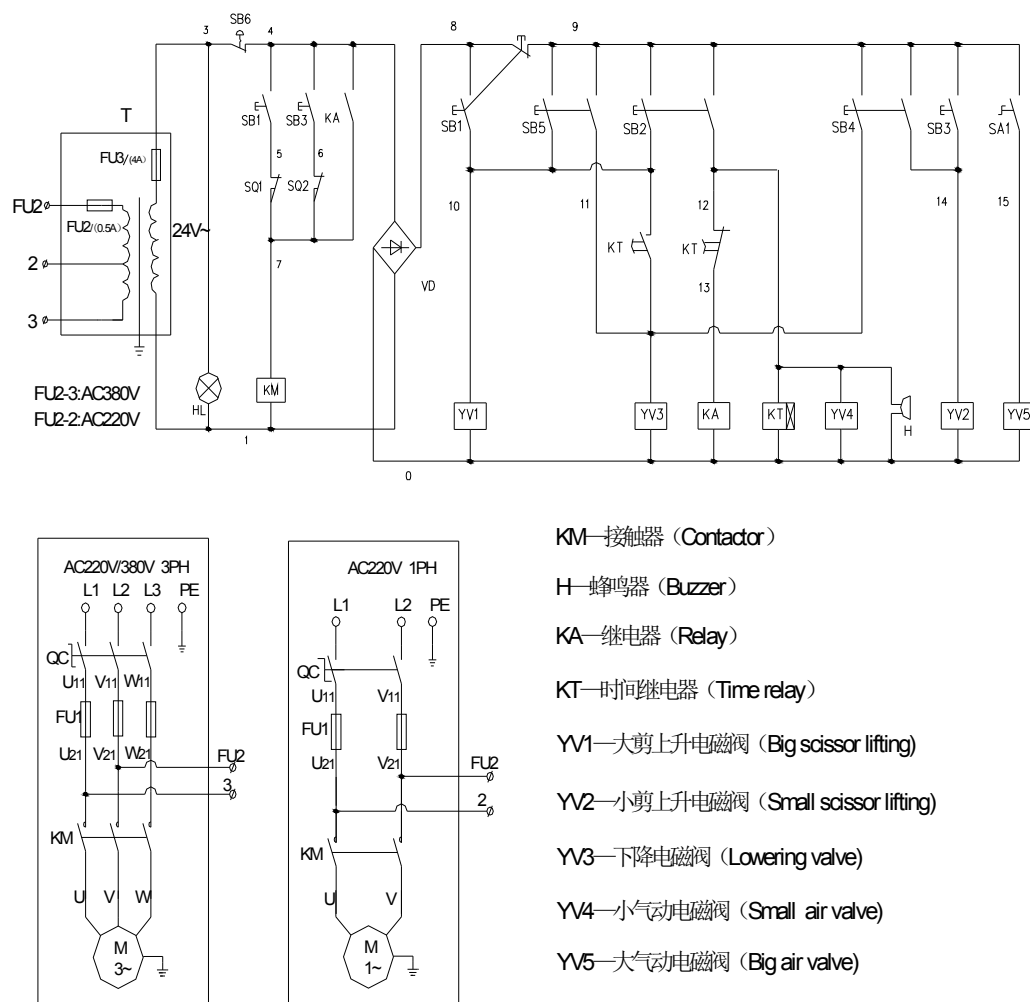 3 SB6 4 8 9
T
FU3/(4A)
SB1 SB3 KA SB1 SB5 SB2 SB4 SB3 SA1
5 6
SQ1 SQ2
FU2 FU2/(0.5A) 24V~
10 11 12 14 15
2 7 KT KT
VD 13
3
FU2-3:AC380V
FU2-2:AC220V
HL KM YV1 YV3 KA KT YV4 H YV2 YV5
1
0
AC220V/380V 3PH
L1 L2 L3 PE
QC
U11 V11 W11
FU1
U21 V21 W21
FU2
3
KM
U V W
M
3~
AC220V 1PH
L1 L2 PE
QC
U11 V11
FU1
U21 V21
FU2
2
KM
U V
M
1~
KM—接触器（Contactor）
H—蜂鸣器（Buzzer）
KA—继电器（Relay）
KT—时间继电器（Time relay）
YV1—大剪上升电磁阀（Big scissor lifting)
YV2—小剪上升电磁阀（Small scissor lifting)
YV3—下降电磁阀（Lowering valve)
YV4—小气动电磁阀（Small air valve)
YV5—大气动电磁阀（Big air valve)